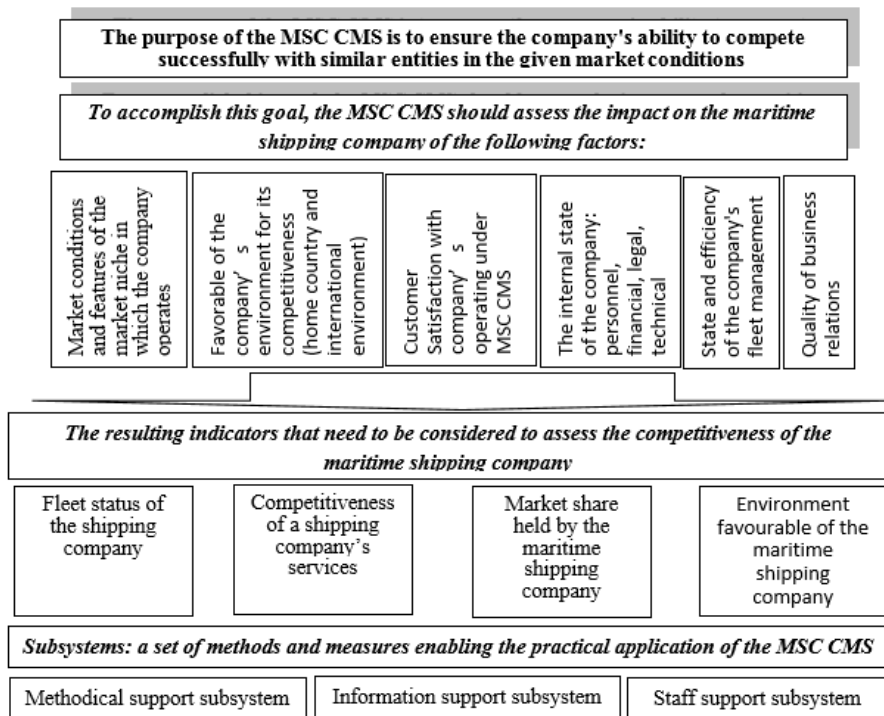 The purpose of the MSC CMS is to ensure the company's ability to compete
successfully with similar entities in the given market conditions
To accomplish this goal, the MSC CMS should assess the impact on the maritime
shipping company of the following factors:
Market conditions
and features of the
market niche in
which the company
operates
Favorable of the
company’ s
environment for its
competitiveness
(home country and
international
environment)
Customer
Satisfaction with
company’ s
operating under
MSC CMS
The internal state
of the company:
personnel,
financial, legal,
technical
State and efficiency
of the company's
fleet management
Quality of business
relations
The resulting indicators that need to be considered to assess the competitiveness of the
maritime shipping company
Fleet status of
the shipping
company
Competitiveness
of a shipping
company’s
services
Market share
held by the
maritime
shipping
company
Environment
favourable of the
maritime
shipping
company
Subsystems: a set of methods and measures enabling the practical application of the MSC CMS
Methodical support subsystem
Information support subsystem
Staff support subsystem